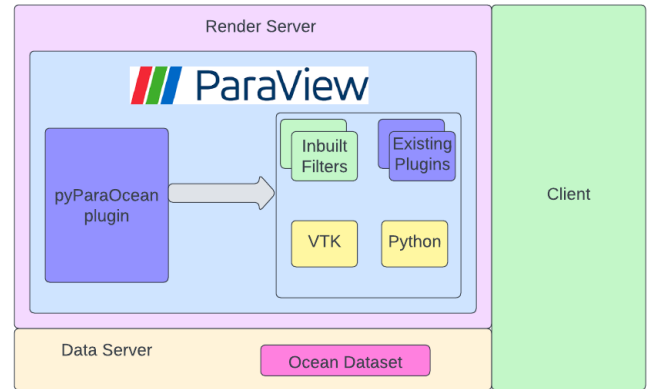 Render Server
ParaView
pyParaOcean
plugin
Inbuilt
Filters
Existing
Plugins
VTK
Python
Client
Data Server
Ocean Dataset